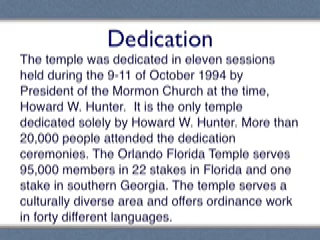 Dedication
The temple was dedicated in eleven sessions
held during the 9-11 of October 1994 by
President of the Mormon Church at the time,
Howard W. Hunter.  It is the only temple
dedicated solely by Howard W. Hunter. More than
20,000 people attended the dedication
ceremonies. The Orlando Florida Temple serves
95,000 members in 22 stakes in Florida and one
stake in southern Georgia. The temple serves a
culturally diverse area and offers ordinance work
in forty different languages.